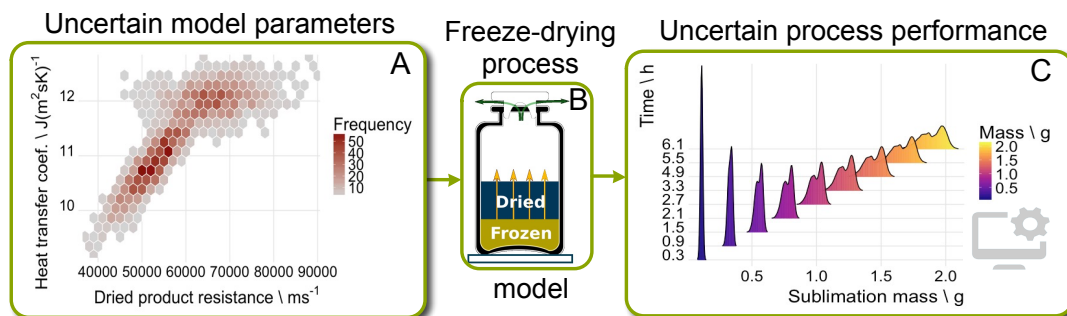 Uncertain model parameters
A
Heat transfer coef. \ J(m²sK)⁻¹
12
11
10
40000 50000 60000 70000 80000 90000
Dried product resistance \ ms⁻¹
Frequency
50
40
30
20
10
Freeze-drying
process
B
Dried
Frozen
model
Uncertain process performance
C
Time \ h
6.1
5.5
4.9
3.9
3.3
2.7
2.1
1.5
0.9
0.3
0.5 1.0 1.5 2.0
Sublimation mass \ g
Mass \ g
2.0
1.5
1.0
0.5